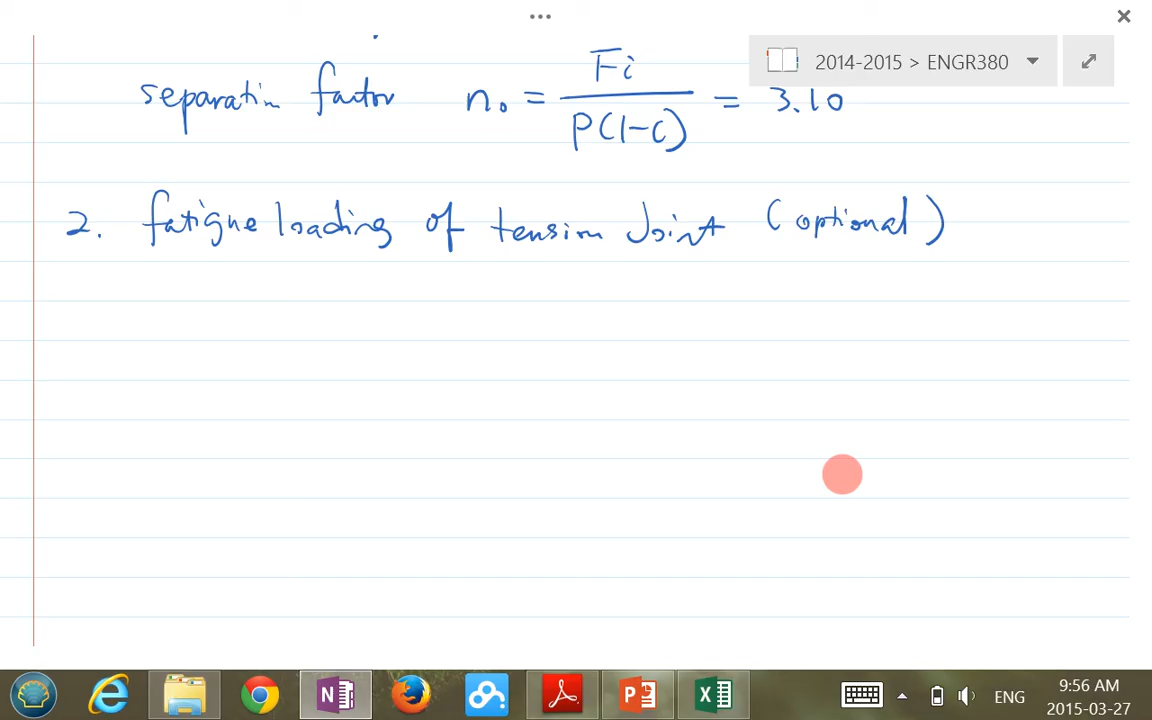 2014-2015 > ENGR380
separatin factor n₀ = Fi / P(1-C) = 3.10
2. fatigue loading of tension Joint (optional)
ENG
9:56 AM
2015-03-27